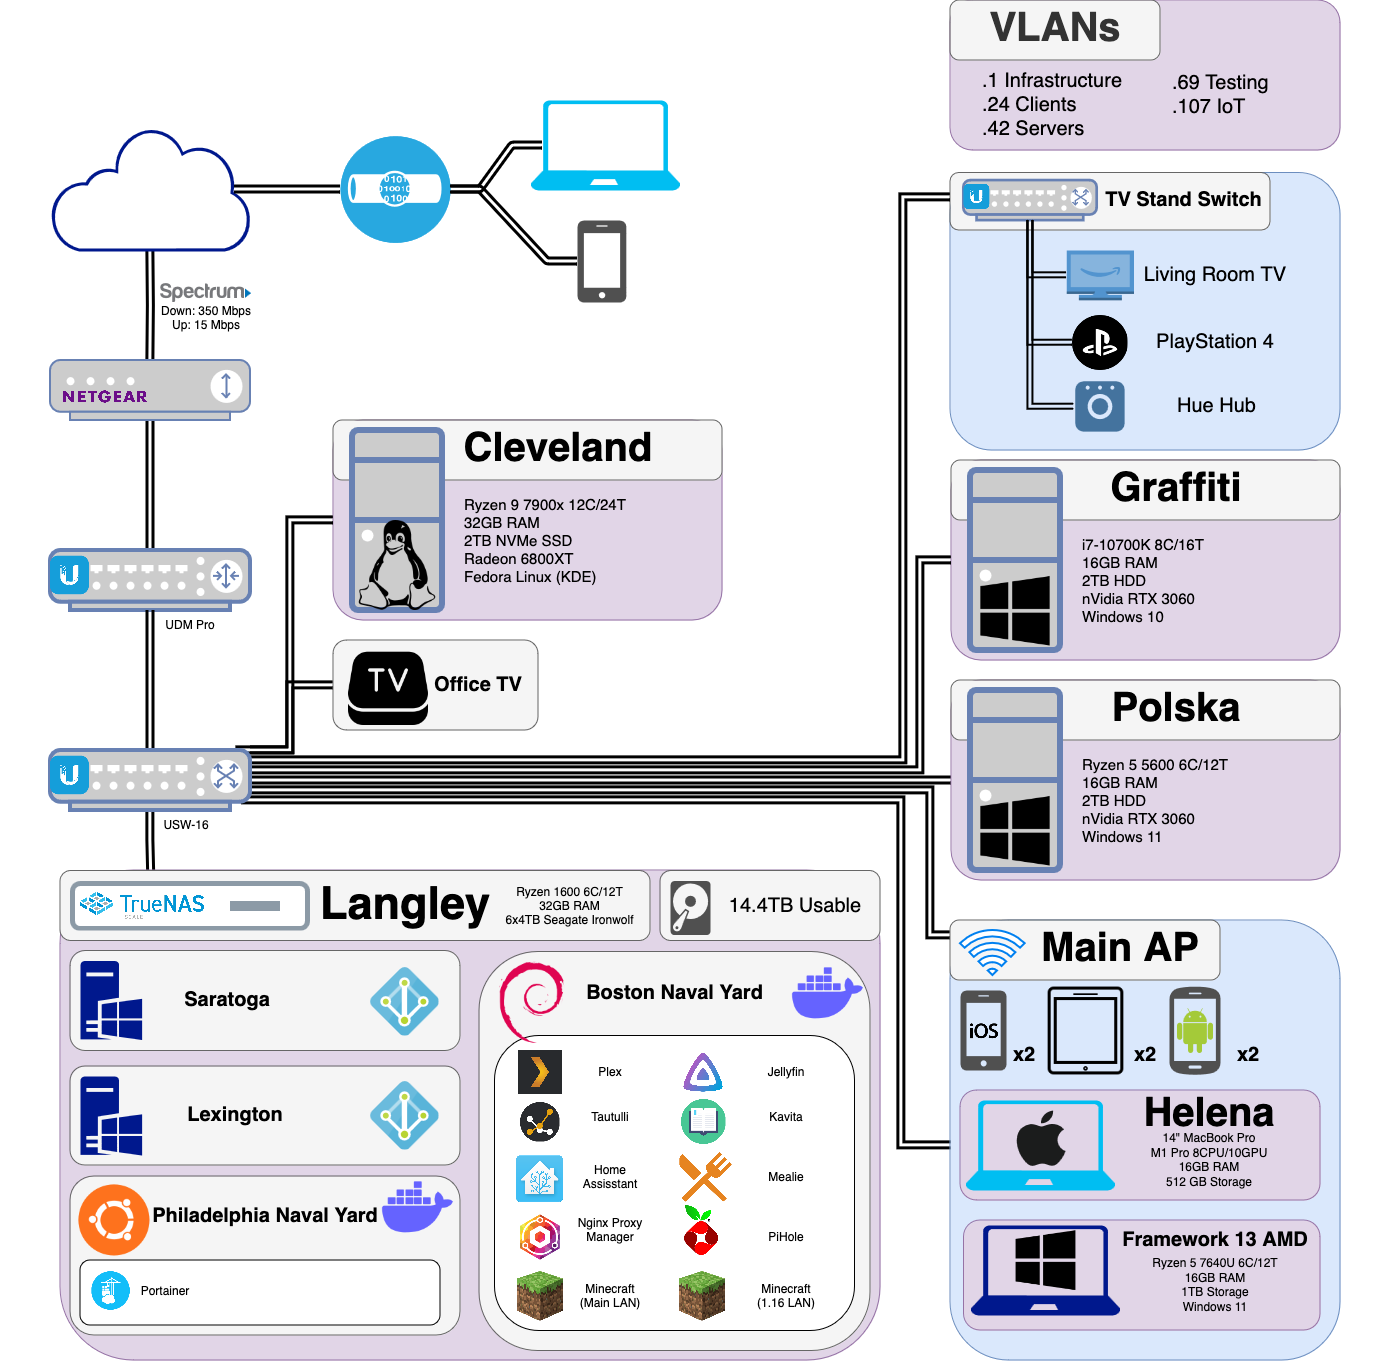 VLANs
.1 Infrastructure
.24 Clients
.42 Servers
.69 Testing
.107 IoT
0101
010010
0100
Spectrum
Down: 350 Mbps
Up: 15 Mbps
NETGEAR
U
UDM Pro
U
USW-16
Cleveland
Ryzen 9 7900x 12C/24T
32GB RAM
2TB NVMe SSD
Radeon 6800XT
Fedora Linux (KDE)
TV
Office TV
U
TV Stand Switch
Living Room TV
PlayStation 4
Hue Hub
Graffiti
i7-10700K 8C/16T
16GB RAM
2TB HDD
nVidia RTX 3060
Windows 10
Polska
Ryzen 5 5600 6C/12T
16GB RAM
2TB HDD
nVidia RTX 3060
Windows 11
TrueNAS
SCALE
Langley
Ryzen 1600 6C/12T
32GB RAM
6x4TB Seagate Ironwolf
14.4TB Usable
Saratoga
Lexington
Philadelphia Naval Yard
Portainer
Boston Naval Yard
Plex
Jellyfin
Tautulli
Kavita
Home
Assisstant
Mealie
Nginx Proxy
Manager
PiHole
Minecraft
(Main LAN)
Minecraft
(1.16 LAN)
Main AP
iOS
x2
x2
x2
Helena
14" MacBook Pro
M1 Pro 8CPU/10GPU
16GB RAM
512 GB Storage
Framework 13 AMD
Ryzen 5 7640U 6C/12T
16GB RAM
1TB Storage
Windows 11